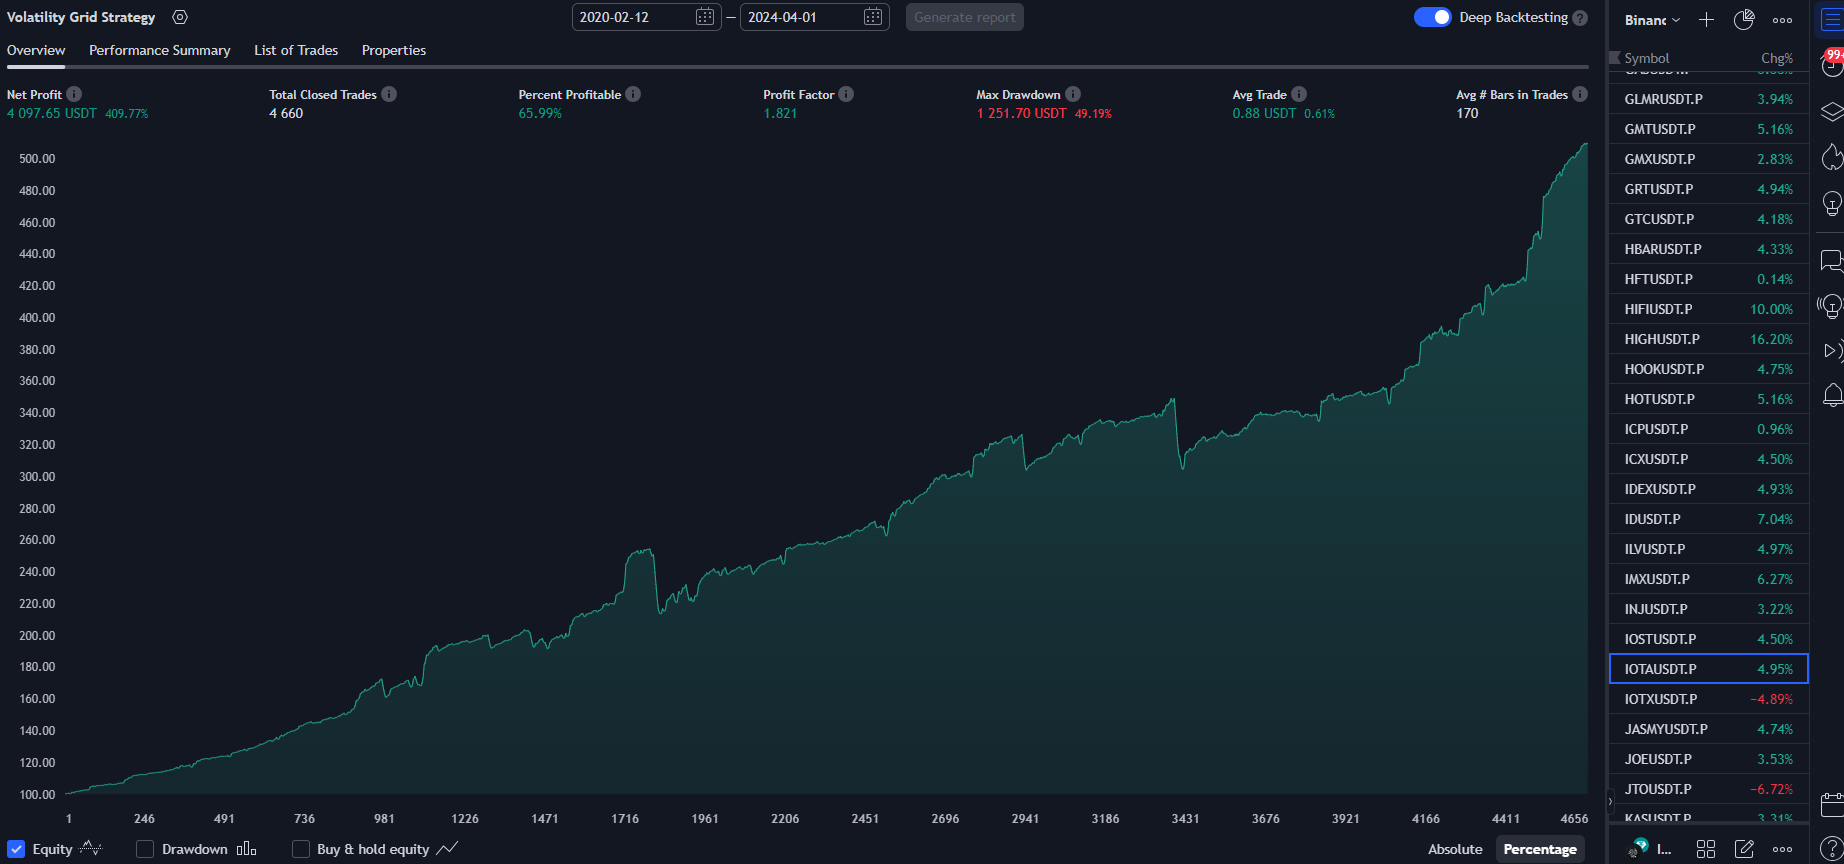 Volatility Grid Strategy
2020-02-12 — 2024-04-01 Generate report
Deep Backtesting
Overview Performance Summary List of Trades Properties
Net Profit Total Closed Trades Percent Profitable Profit Factor Max Drawdown Avg Trade Avg # Bars in Trades
4 097.65 USDT 409.77% 4 660 65.99% 1.821 1 251.70 USDT 49.19% 0.88 USDT 0.61% 170
500.00
480.00
460.00
440.00
420.00
400.00
380.00
360.00
340.00
320.00
300.00
280.00
260.00
240.00
220.00
200.00
180.00
160.00
140.00
120.00
100.00
1 246 491 736 981 1226 1471 1716 1961 2206 2451 2696 2941 3186 3431 3676 3921 4166 4411 4656
Equity Drawdown Buy & hold equity
Absolute Percentage
Binanc
Symbol Chg%
GLMRUSDT.P 3.94%
GMTUSDT.P 5.16%
GMXUSDT.P 2.83%
GRTUSDT.P 4.94%
GTCUSDT.P 4.18%
HBARUSDT.P 4.33%
HFTUSDT.P 0.14%
HIFIUSDT.P 10.00%
HIGHUSDT.P 16.20%
HOOKUSDT.P 4.75%
HOTUSDT.P 5.16%
ICPUSDT.P 0.96%
ICXUSDT.P 4.50%
IDEXUSDT.P 4.93%
IDUSDT.P 7.04%
ILVUSDT.P 4.97%
IMXUSDT.P 6.27%
INJUSDT.P 3.22%
IOSTUSDT.P 4.50%
IOTAUSDT.P 4.95%
IOTXUSDT.P −4.89%
JASMYUSDT.P 4.74%
JOEUSDT.P 3.53%
JTOUSDT.P −6.72%
KASUSDT.P 3.31%
I...
99+